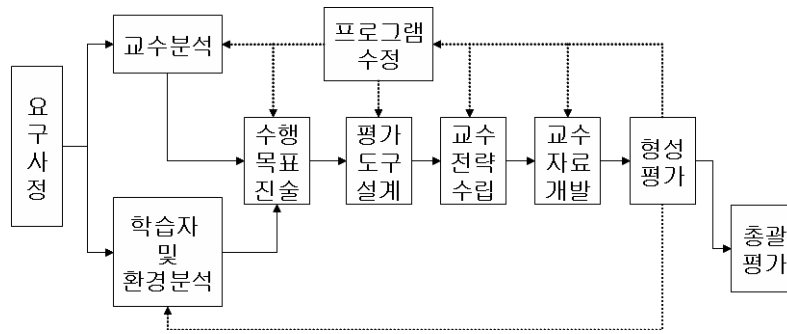 교수분석
프로그램
수정
요
구
사
정
수행
목표
진술
평가
도구
설계
교수
전략
수립
교수
자료
개발
형성
평가
학습자
및
환경분석
총괄
평가